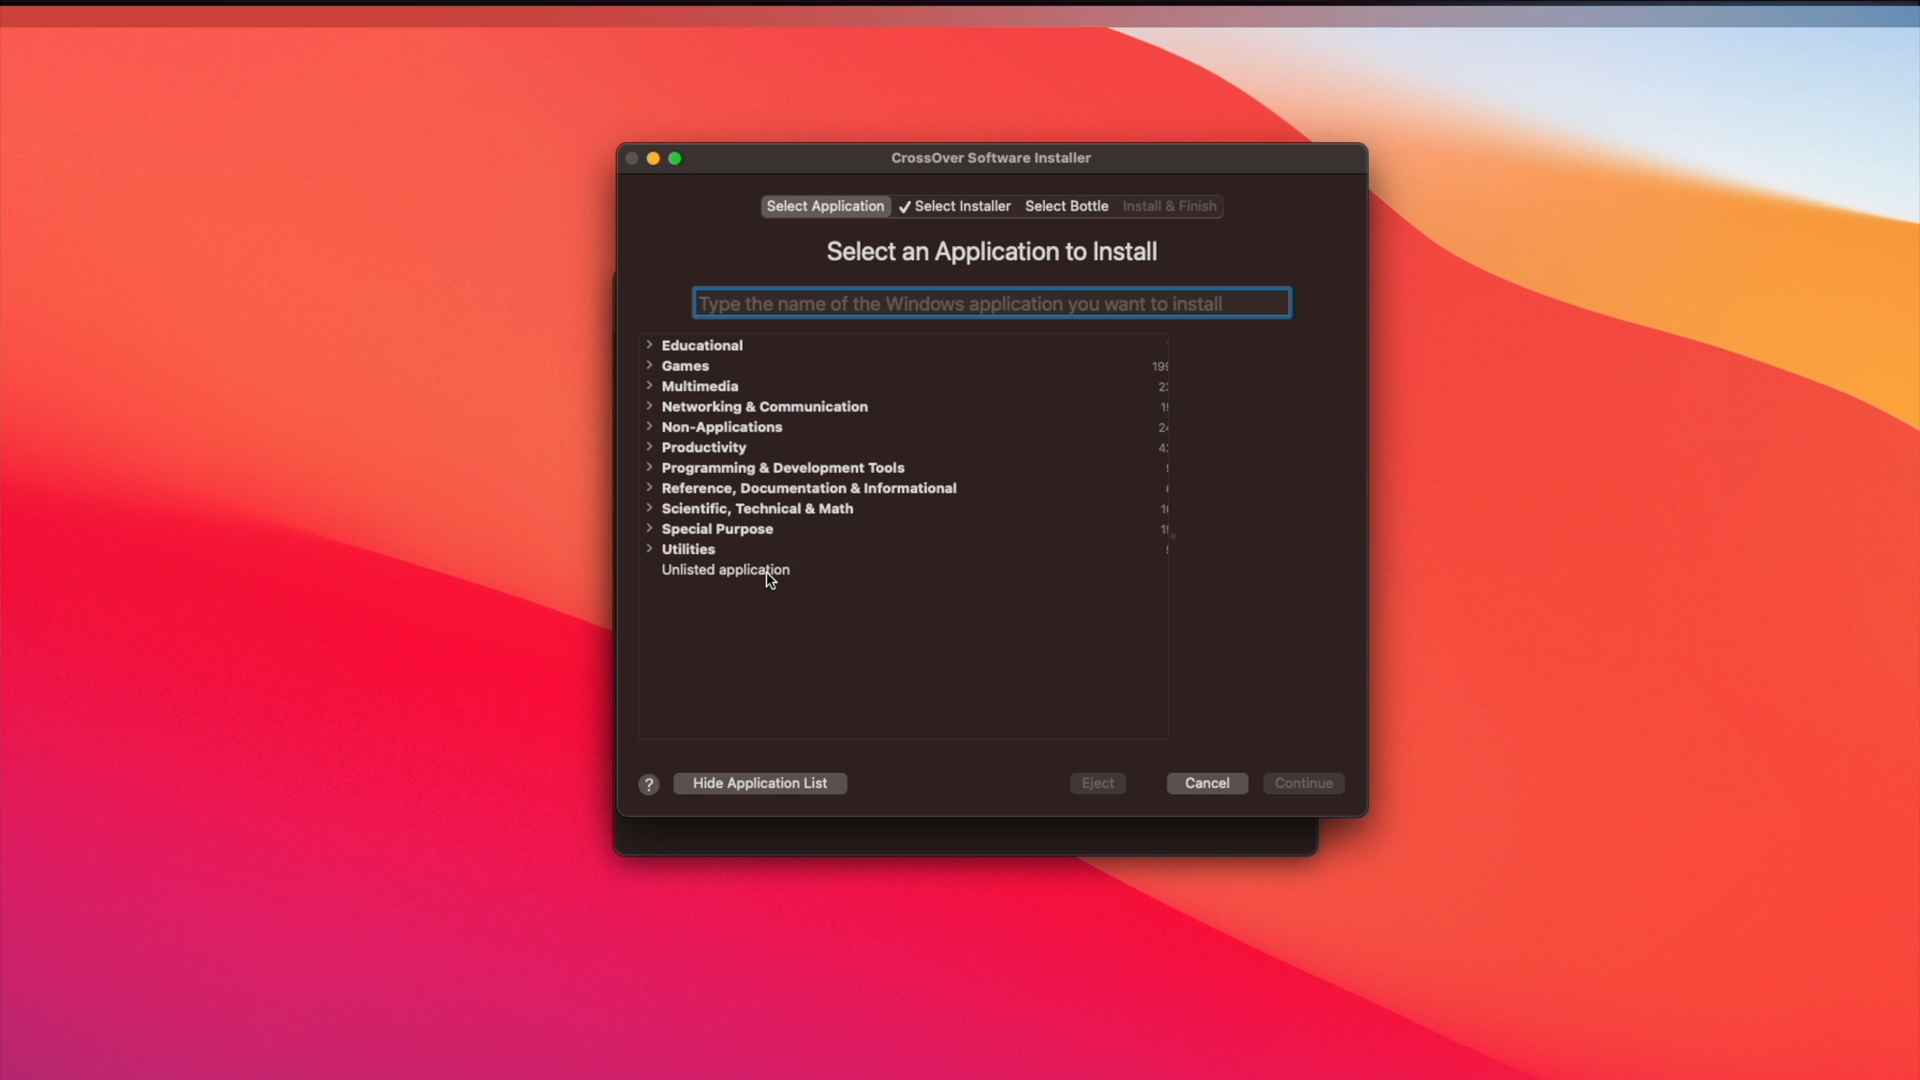 CrossOver Software Installer
Select Application ✓ Select Installer Select Bottle Install & Finish
Select an Application to Install
Type the name of the Windows application you want to install
Educational
Games
Multimedia
Networking & Communication
Non-Applications
Productivity
Programming & Development Tools
Reference, Documentation & Informational
Scientific, Technical & Math
Special Purpose
Utilities
Unlisted application
? Hide Application List Eject Cancel Continue